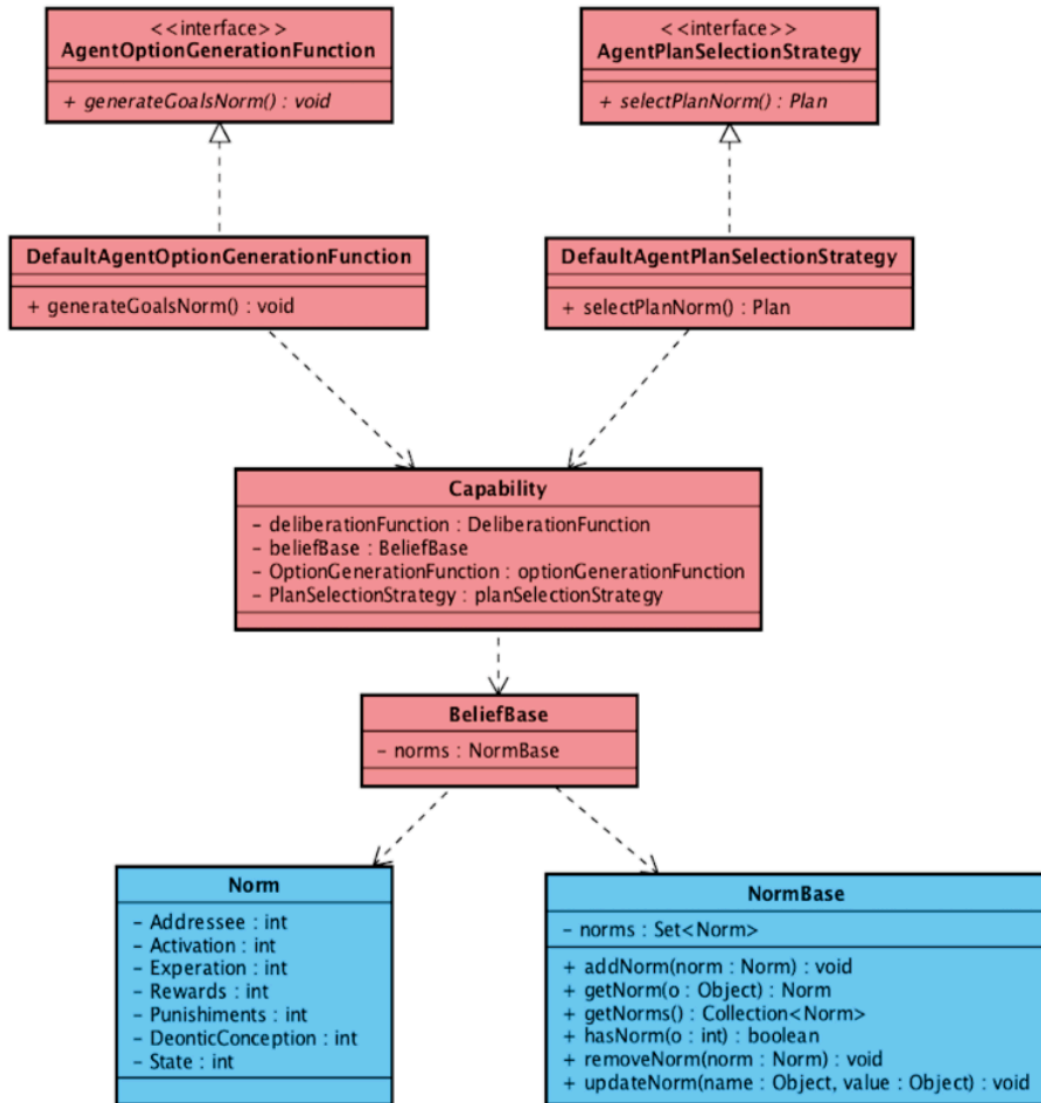 <<interface>>
AgentOptionGenerationFunction
+ generateGoalsNorm() : void
<<interface>>
AgentPlanSelectionStrategy
+ selectPlanNorm() : Plan
DefaultAgentOptionGenerationFunction
+ generateGoalsNorm() : void
DefaultAgentPlanSelectionStrategy
+ selectPlanNorm() : Plan
Capability
- deliberationFunction : DeliberationFunction
- beliefBase : BeliefBase
- OptionGenerationFunction : optionGenerationFunction
- PlanSelectionStrategy : planSelectionStrategy
BeliefBase
- norms : NormBase
Norm
- Addressee : int
- Activation : int
- Experation : int
- Rewards : int
- Punishiments : int
- DeonticConception : int
- State : int
NormBase
- norms : Set<Norm>
+ addNorm(norm : Norm) : void
+ getNorm(o : Object) : Norm
+ getNorms() : Collection<Norm>
+ hasNorm(o : int) : boolean
+ removeNorm(norm : Norm) : void
+ updateNorm(name : Object, value : Object) : void